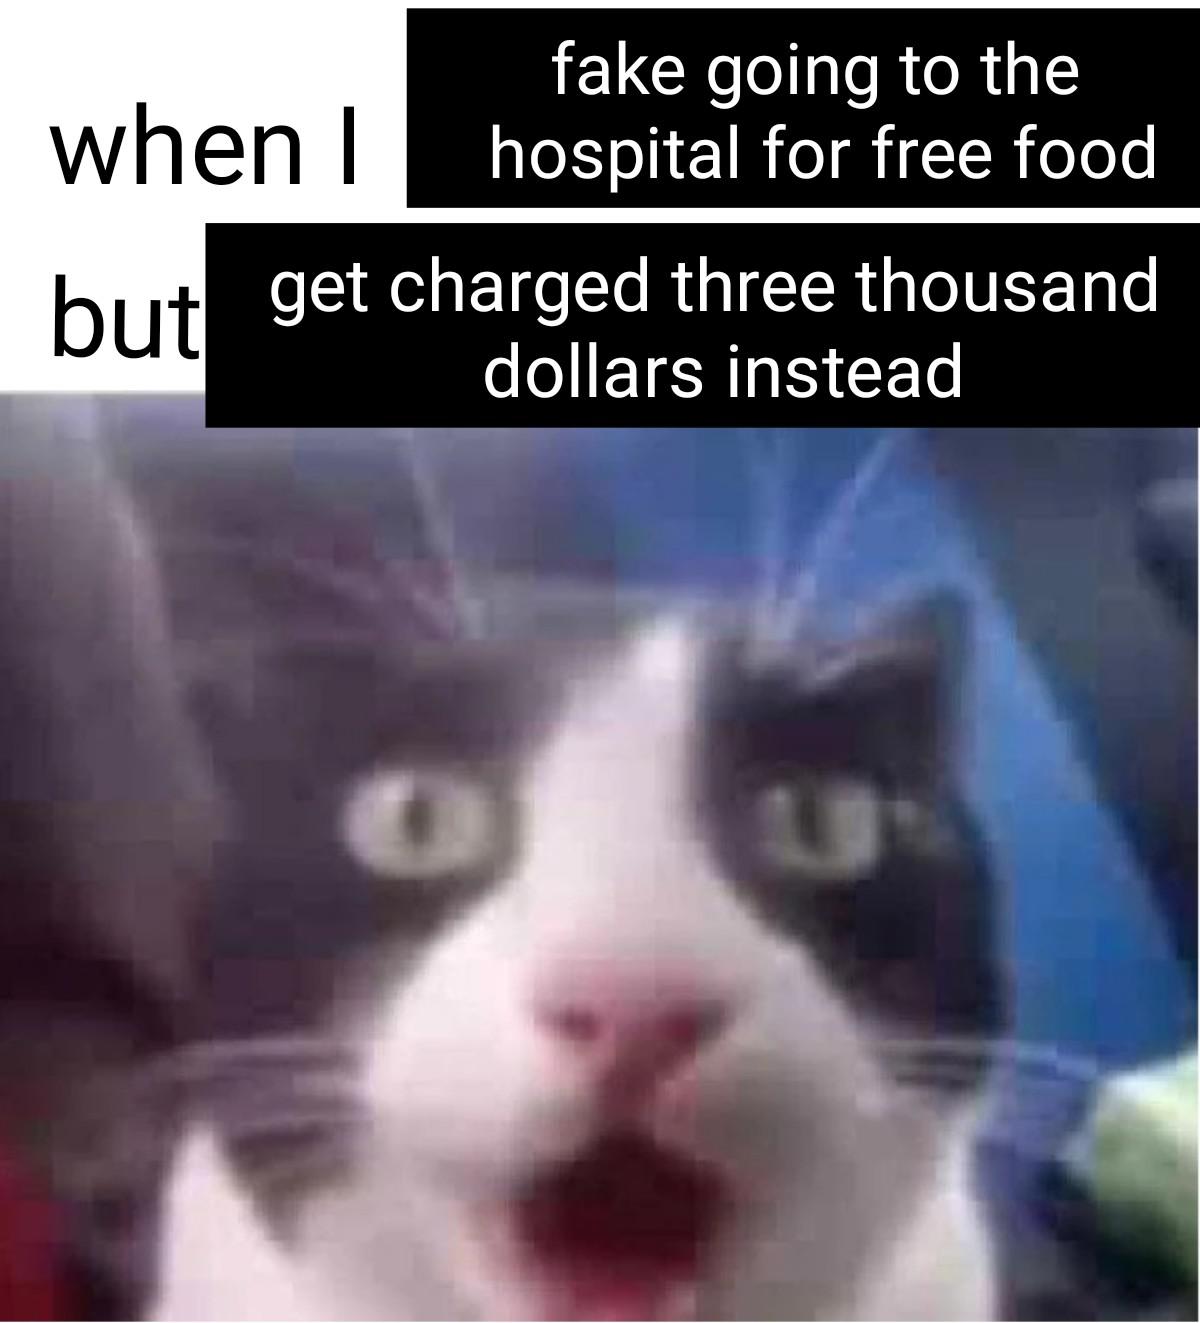 when I fake going to the
hospital for free food
but get charged three thousand
dollars instead